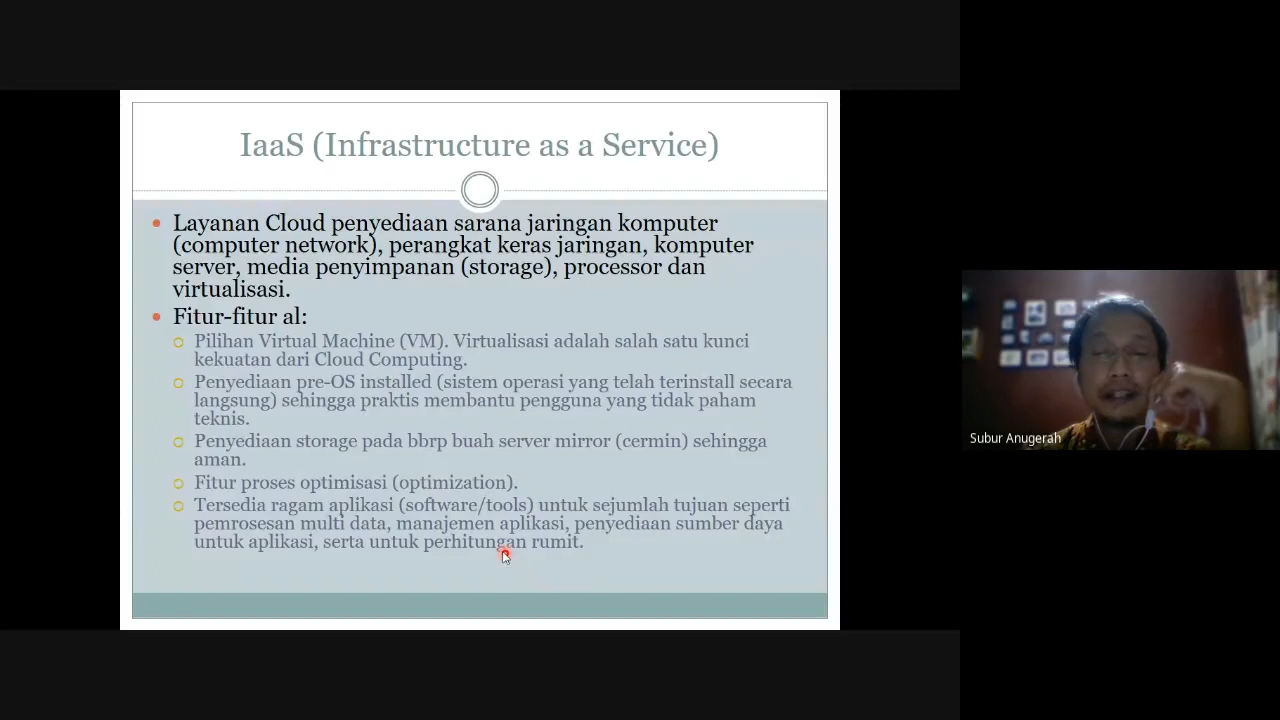 IaaS (Infrastructure as a Service)
Layanan Cloud penyediaan sarana jaringan komputer
(computer network), perangkat keras jaringan, komputer
server, media penyimpanan (storage), processor dan
virtualisasi.
Fitur-fitur al:
Pilihan Virtual Machine (VM). Virtualisasi adalah salah satu kunci
kekuatan dari Cloud Computing.
Penyediaan pre-OS installed (sistem operasi yang telah terinstall secara
langsung) sehingga praktis membantu pengguna yang tidak paham
teknis.
Penyediaan storage pada bbrp buah server mirror (cermin) sehingga
aman.
Fitur proses optimisasi (optimization).
Tersedia ragam aplikasi (software/tools) untuk sejumlah tujuan seperti
pemrosesan multi data, manajemen aplikasi, penyediaan sumber daya
untuk aplikasi, serta untuk perhitungan rumit.
Subur Anugerah